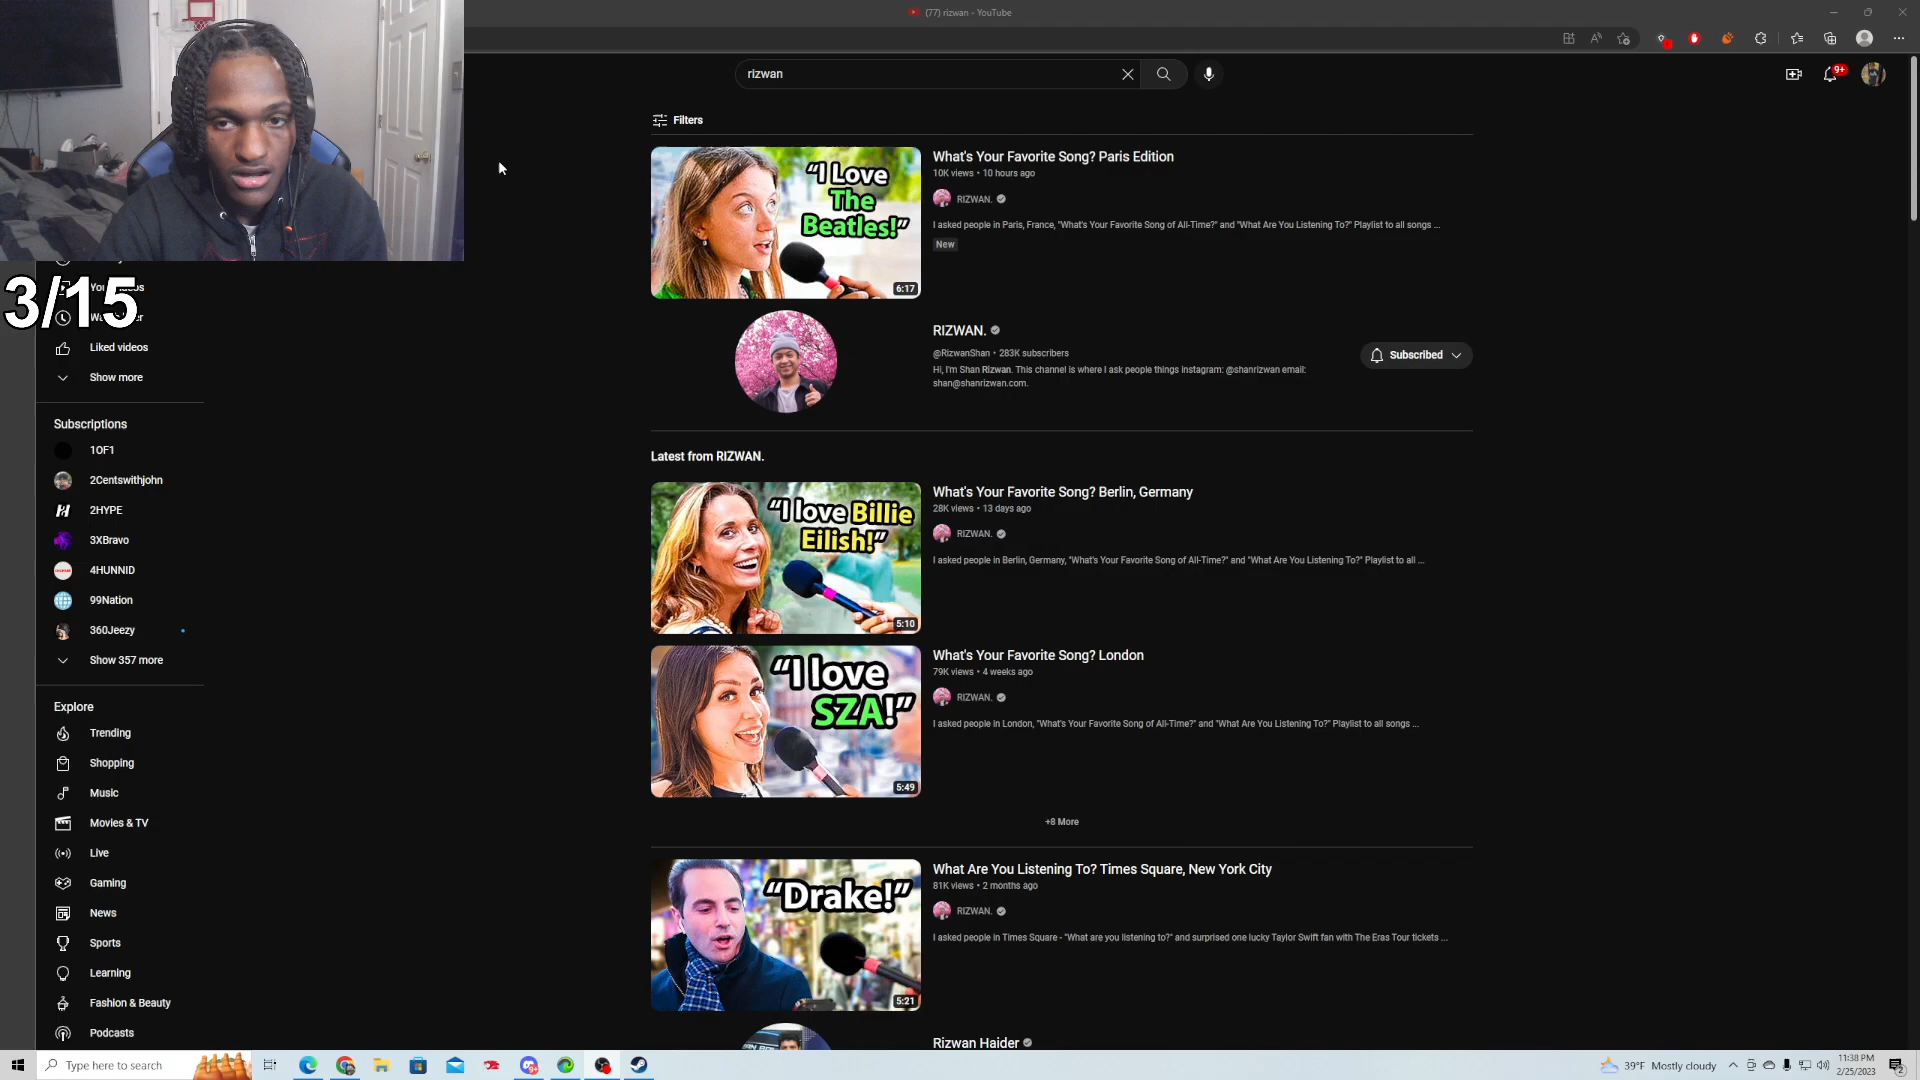 (77) rizwan - YouTube
rizwan
9+
Filters
"I Love
The
Beatles!"
6:17
What's Your Favorite Song? Paris Edition
10K views • 10 hours ago
RIZWAN.
I asked people in Paris, France, "What's Your Favorite Song of All-Time?" and "What Are You Listening To?" Playlist to all songs ...
New
3/15
Liked videos
Show more
RIZWAN.
@RizwanShan • 283K subscribers
Hi, I'm Shan Rizwan. This channel is where I ask people things Instagram: @shanrizwan email:
shan@shanrizwan.com.
Subscribed
Subscriptions
1OF1
2Centswithjohn
2HYPE
3XBravo
4HUNNID
99Nation
360Jeezy
Show 357 more
Explore
Trending
Shopping
Music
Movies & TV
Live
Gaming
News
Sports
Learning
Fashion & Beauty
Podcasts
Latest from RIZWAN.
"I love Billie
Eilish!"
5:10
What's Your Favorite Song? Berlin, Germany
28K views • 13 days ago
RIZWAN.
I asked people in Berlin, Germany, "What's Your Favorite Song of All-Time?" and "What Are You Listening To?" Playlist to all ...
"I love
SZA!"
5:49
What's Your Favorite Song? London
79K views • 4 weeks ago
RIZWAN.
I asked people in London, "What's Your Favorite Song of All-Time?" and "What Are You Listening To?" Playlist to all songs ...
+8 More
"Drake!"
5:21
What Are You Listening To? Times Square, New York City
81K views • 2 months ago
RIZWAN.
I asked people in Times Square - "What are you listening to?" and surprised one lucky Taylor Swift fan with The Eras Tour tickets ...
Rizwan Haider
Type here to search
39°F Mostly cloudy
11:38 PM
2/25/2023